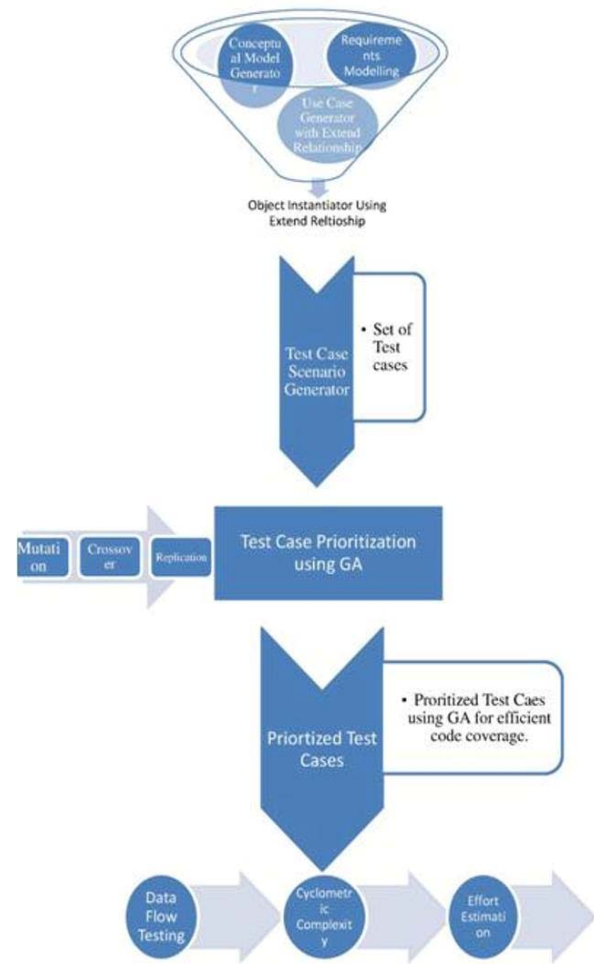 Conceptu
al Model
Generato
r
Requireme
nts
Modelling
Use Case
Generator
with Extend
Relationship
Object Instantiator Using
Extend Reltioship
Test Case
Scenario
Generator
• Set of
Test
cases
Mutati
on
Crossov
er
Replication
Test Case Prioritization
using GA
Priortized Test
Cases
• Proritized Test Caes
using GA for efficient
code coverage.
Data
Flow
Testing
Cyclometr
ic
Complexit
y
Effort
Estimati
on